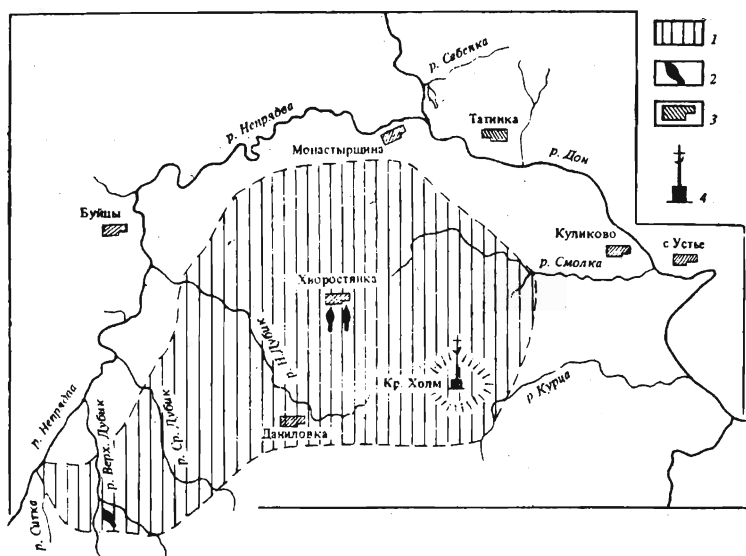 р. Себенка
1
р. Непрядва
2
Татинка
3
Монастырщина
р. Дон
4
Буйцы
Куликово
с Устье
р. Смолка
Хворостянка
р. Н.Дубик
Кр. Холм
р. Курца
р. Непрядва
р. Верх. Дубик
р. Ср. Дубик
Даниловка
р. Ситка